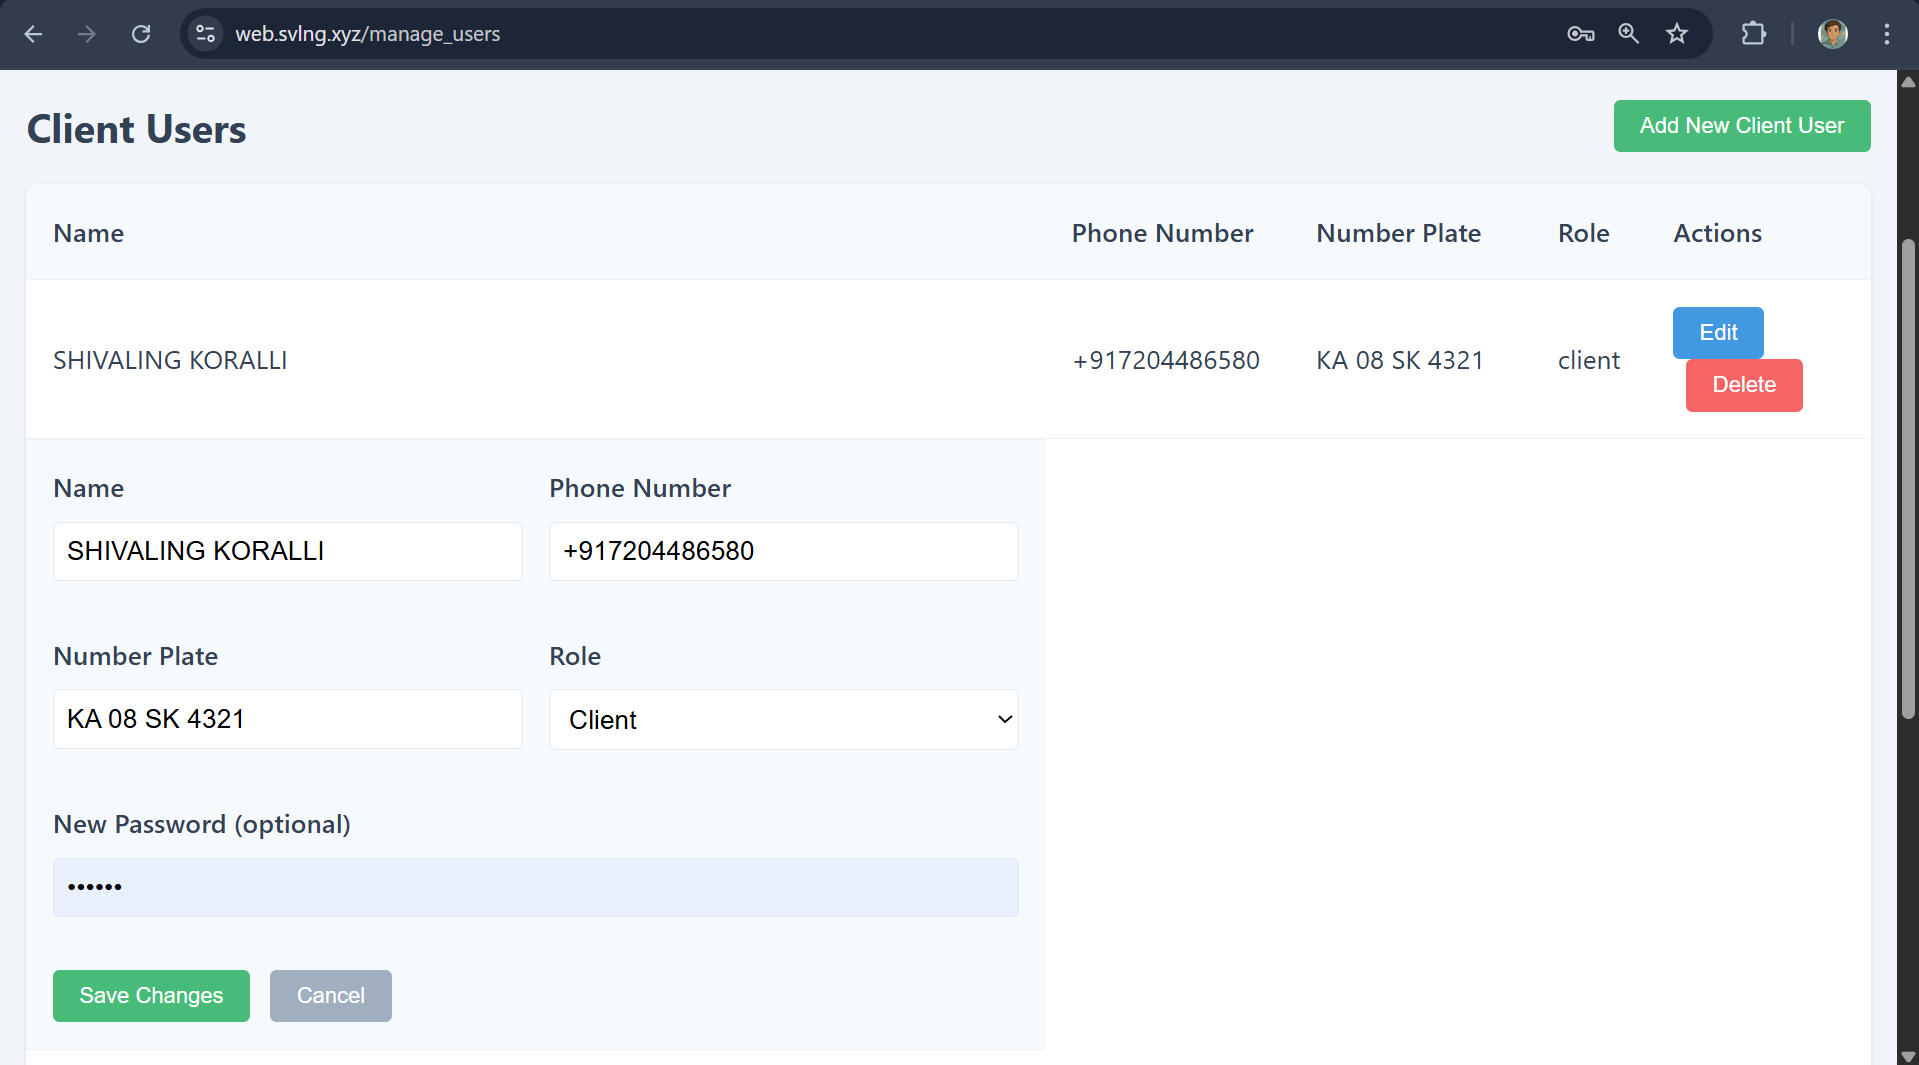 web.svlng.xyz/manage_users
Client Users
Add New Client User
Name Phone Number Number Plate Role Actions
SHIVALING KORALLI +917204486580 KA 08 SK 4321 client Edit
Delete
Name Phone Number
SHIVALING KORALLI +917204486580
Number Plate Role
KA 08 SK 4321 Client
New Password (optional)
••••••
Save Changes Cancel